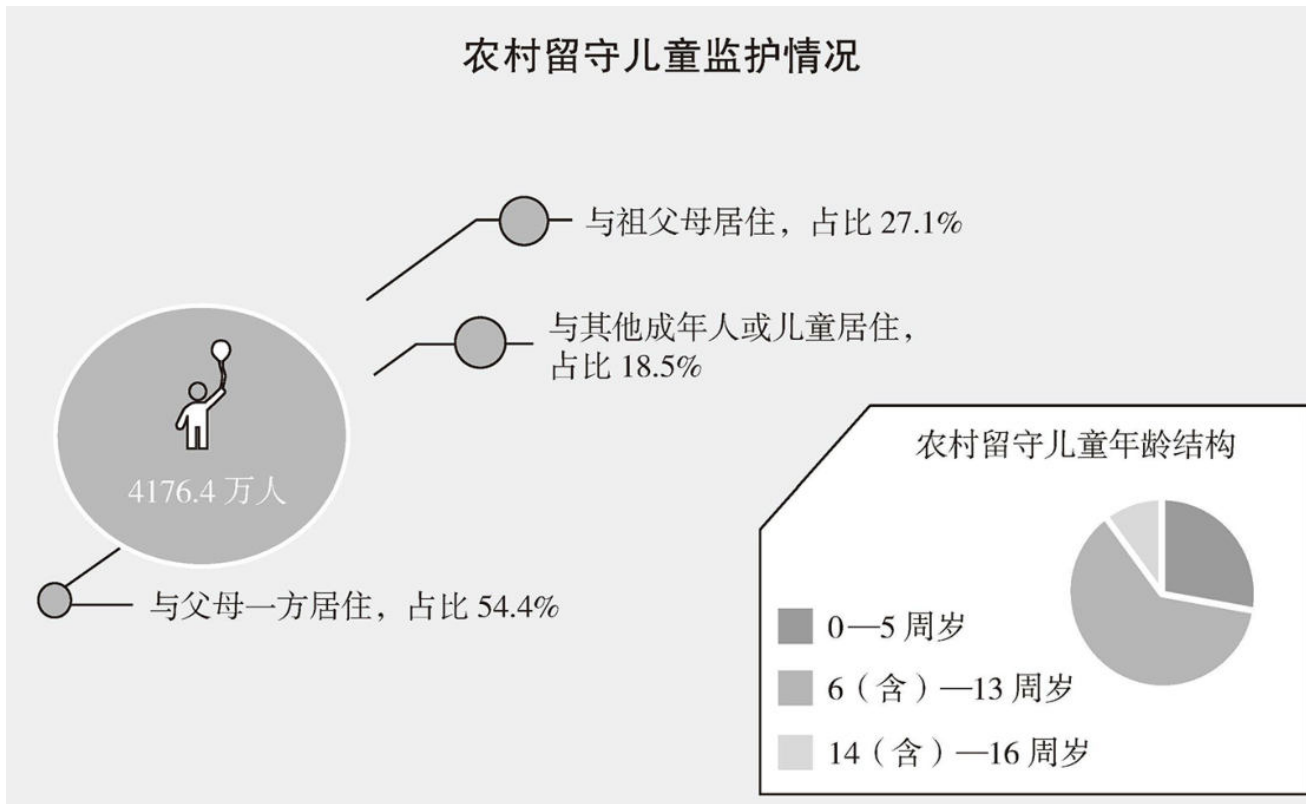 农村留守儿童监护情况
与祖父母居住，占比 27.1%
与其他成年人或儿童居住，
占比 18.5%
4176.4 万人
与父母一方居住，占比 54.4%
农村留守儿童年龄结构
0—5 周岁
6（含）—13 周岁
14（含）—16 周岁